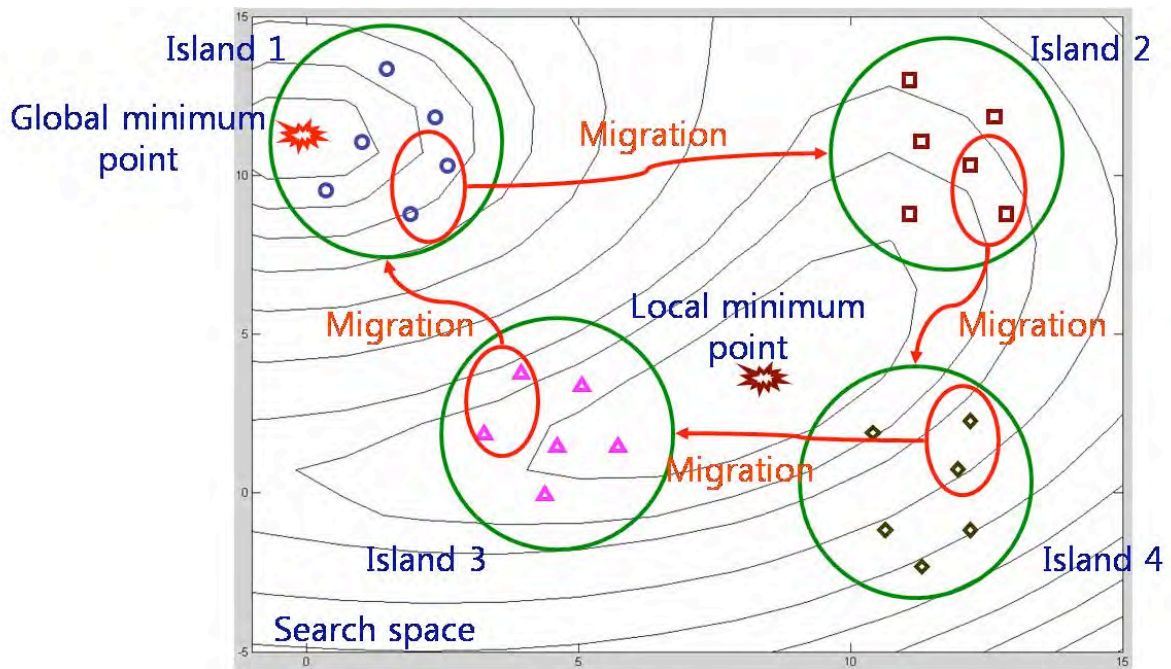 15
Island 1
Island 2
Global minimum
point
Migration
10
Local minimum
point
Migration
Migration
5
Migration
0
Island 3
Island 4
Search space
-5
0
5
10
15